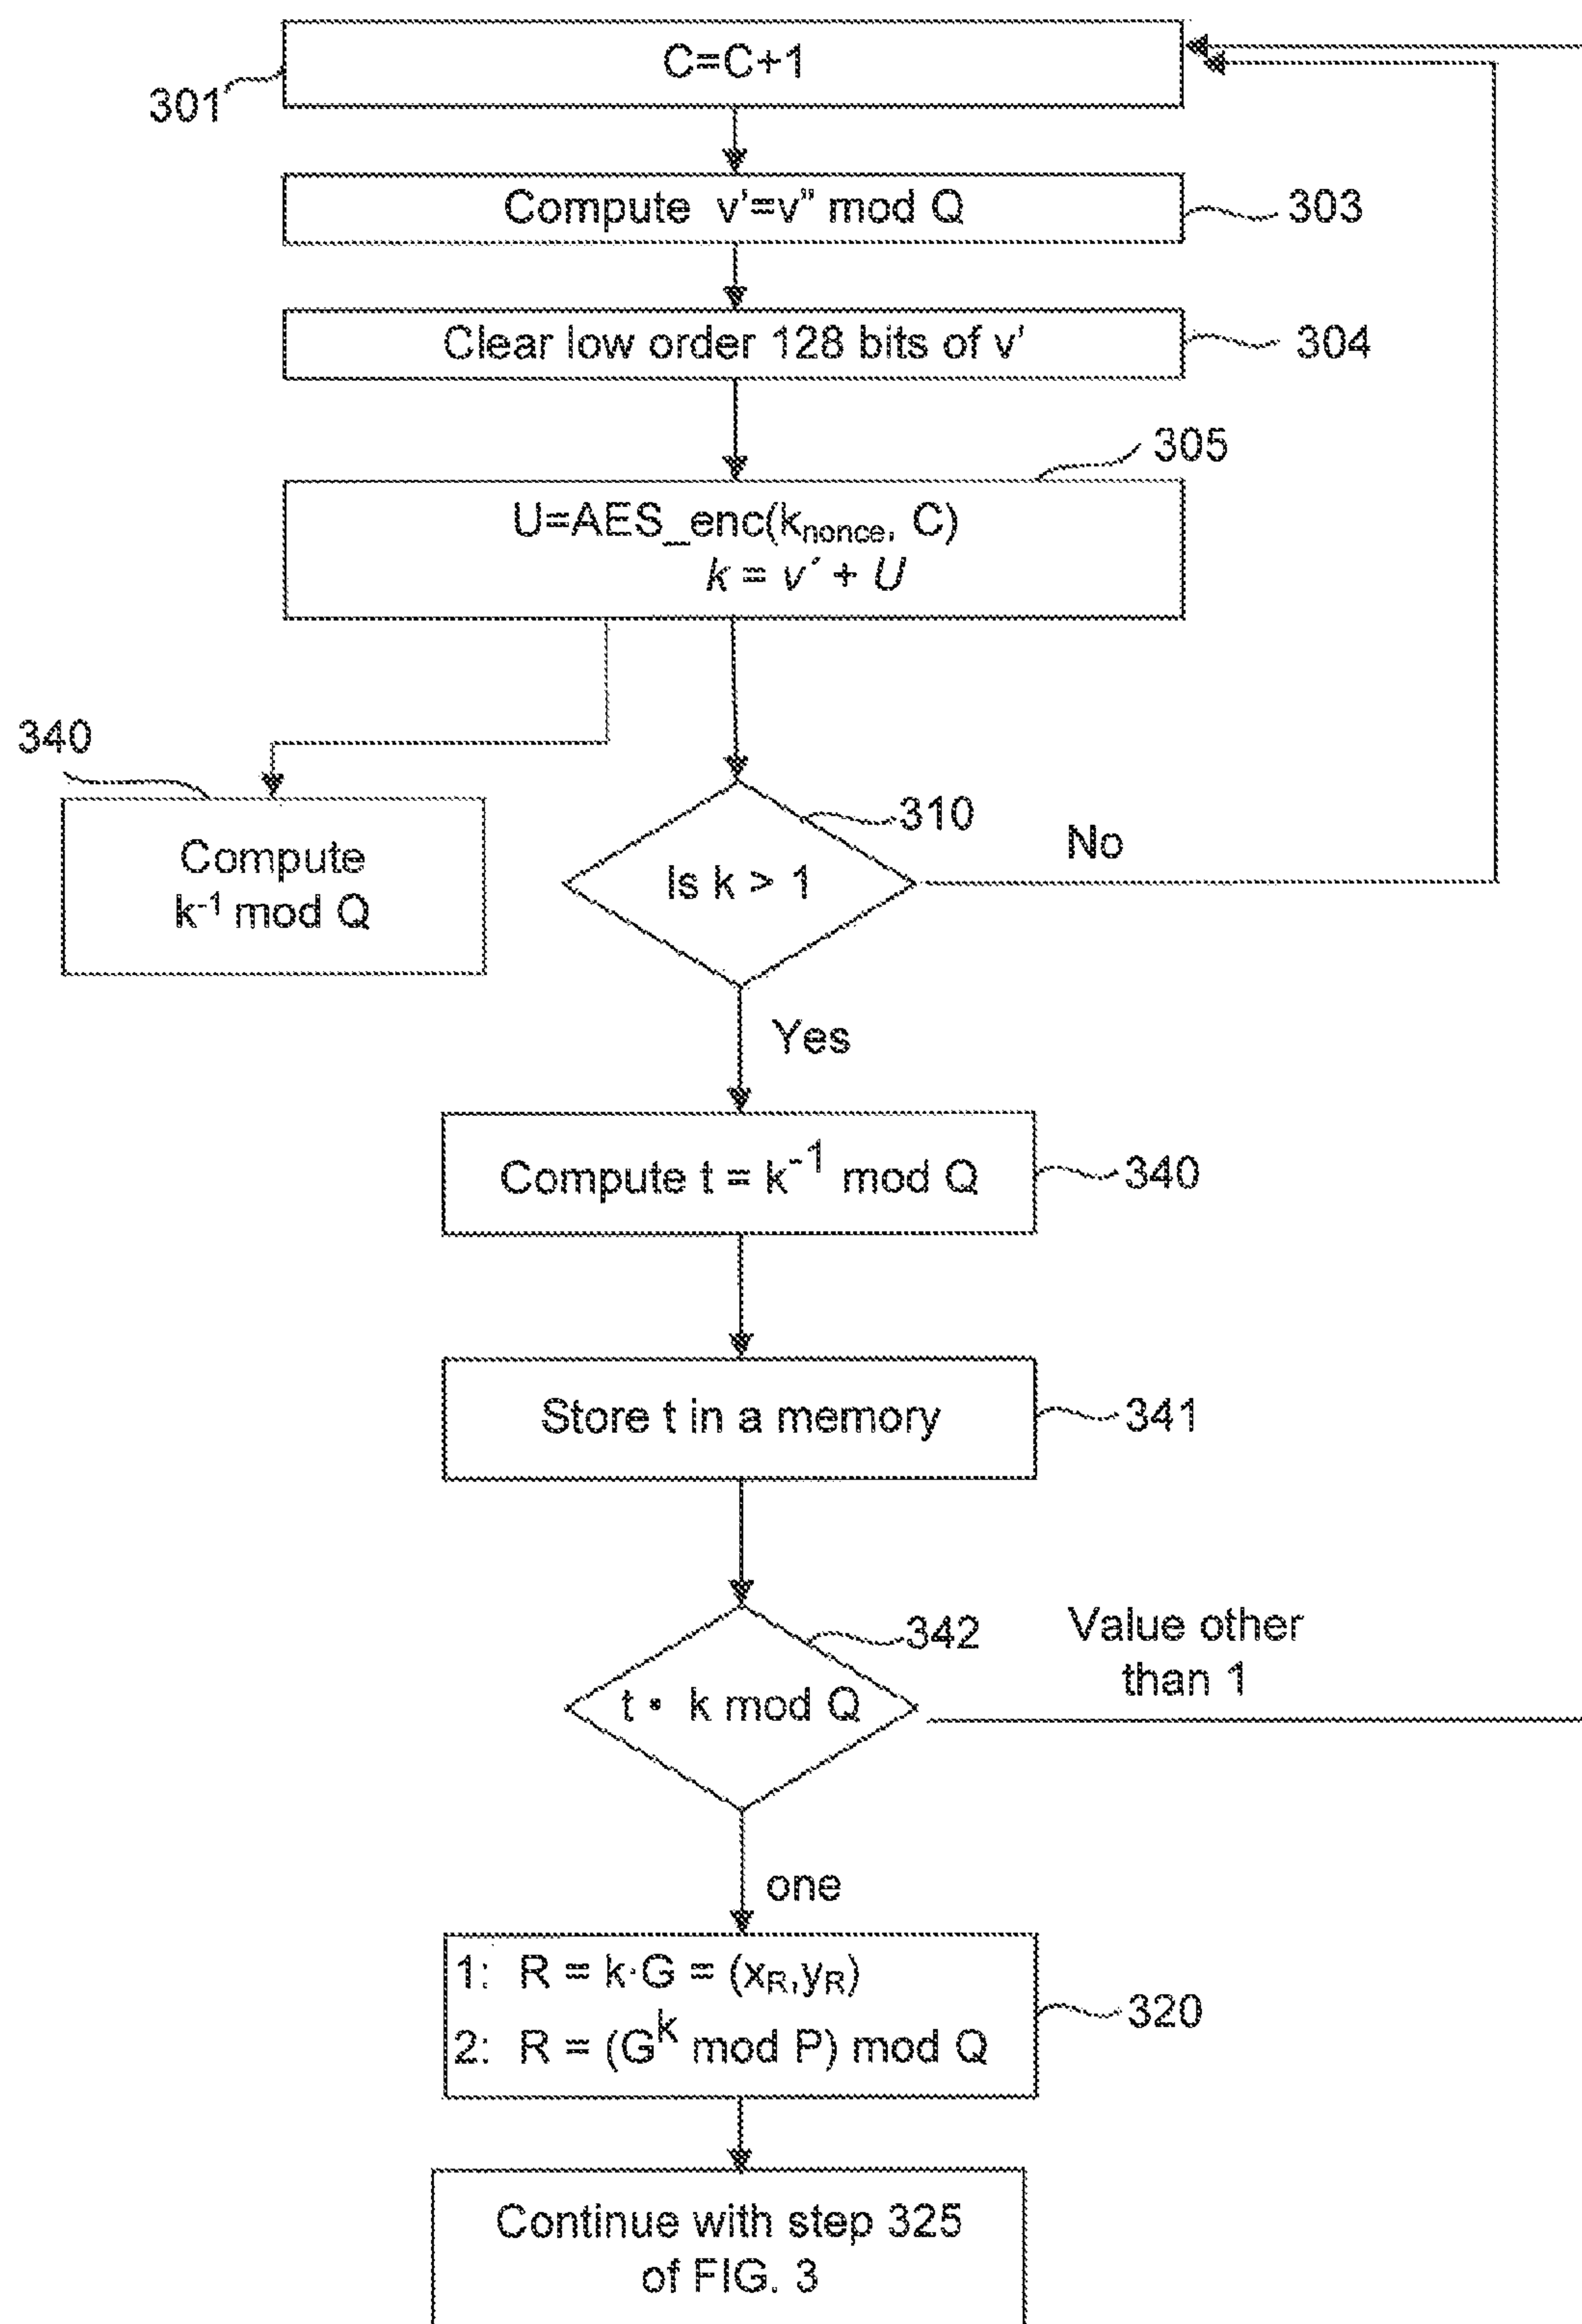 C=C+1
301
Compute v'=v" mod Q
303
Clear low order 128 bits of v'
304
305
U=AES_enc(knonce, C)
k = v´ + U
340
Compute
k-1 mod Q
310
Is k > 1
No
Yes
Compute t = k-1 mod Q
340
Store t in a memory
341
342
t • k mod Q
Value other
than 1
one
1: R = k·G = (xR,yR)
2: R = (Gk mod P) mod Q
320
Continue with step 325
of FIG. 3